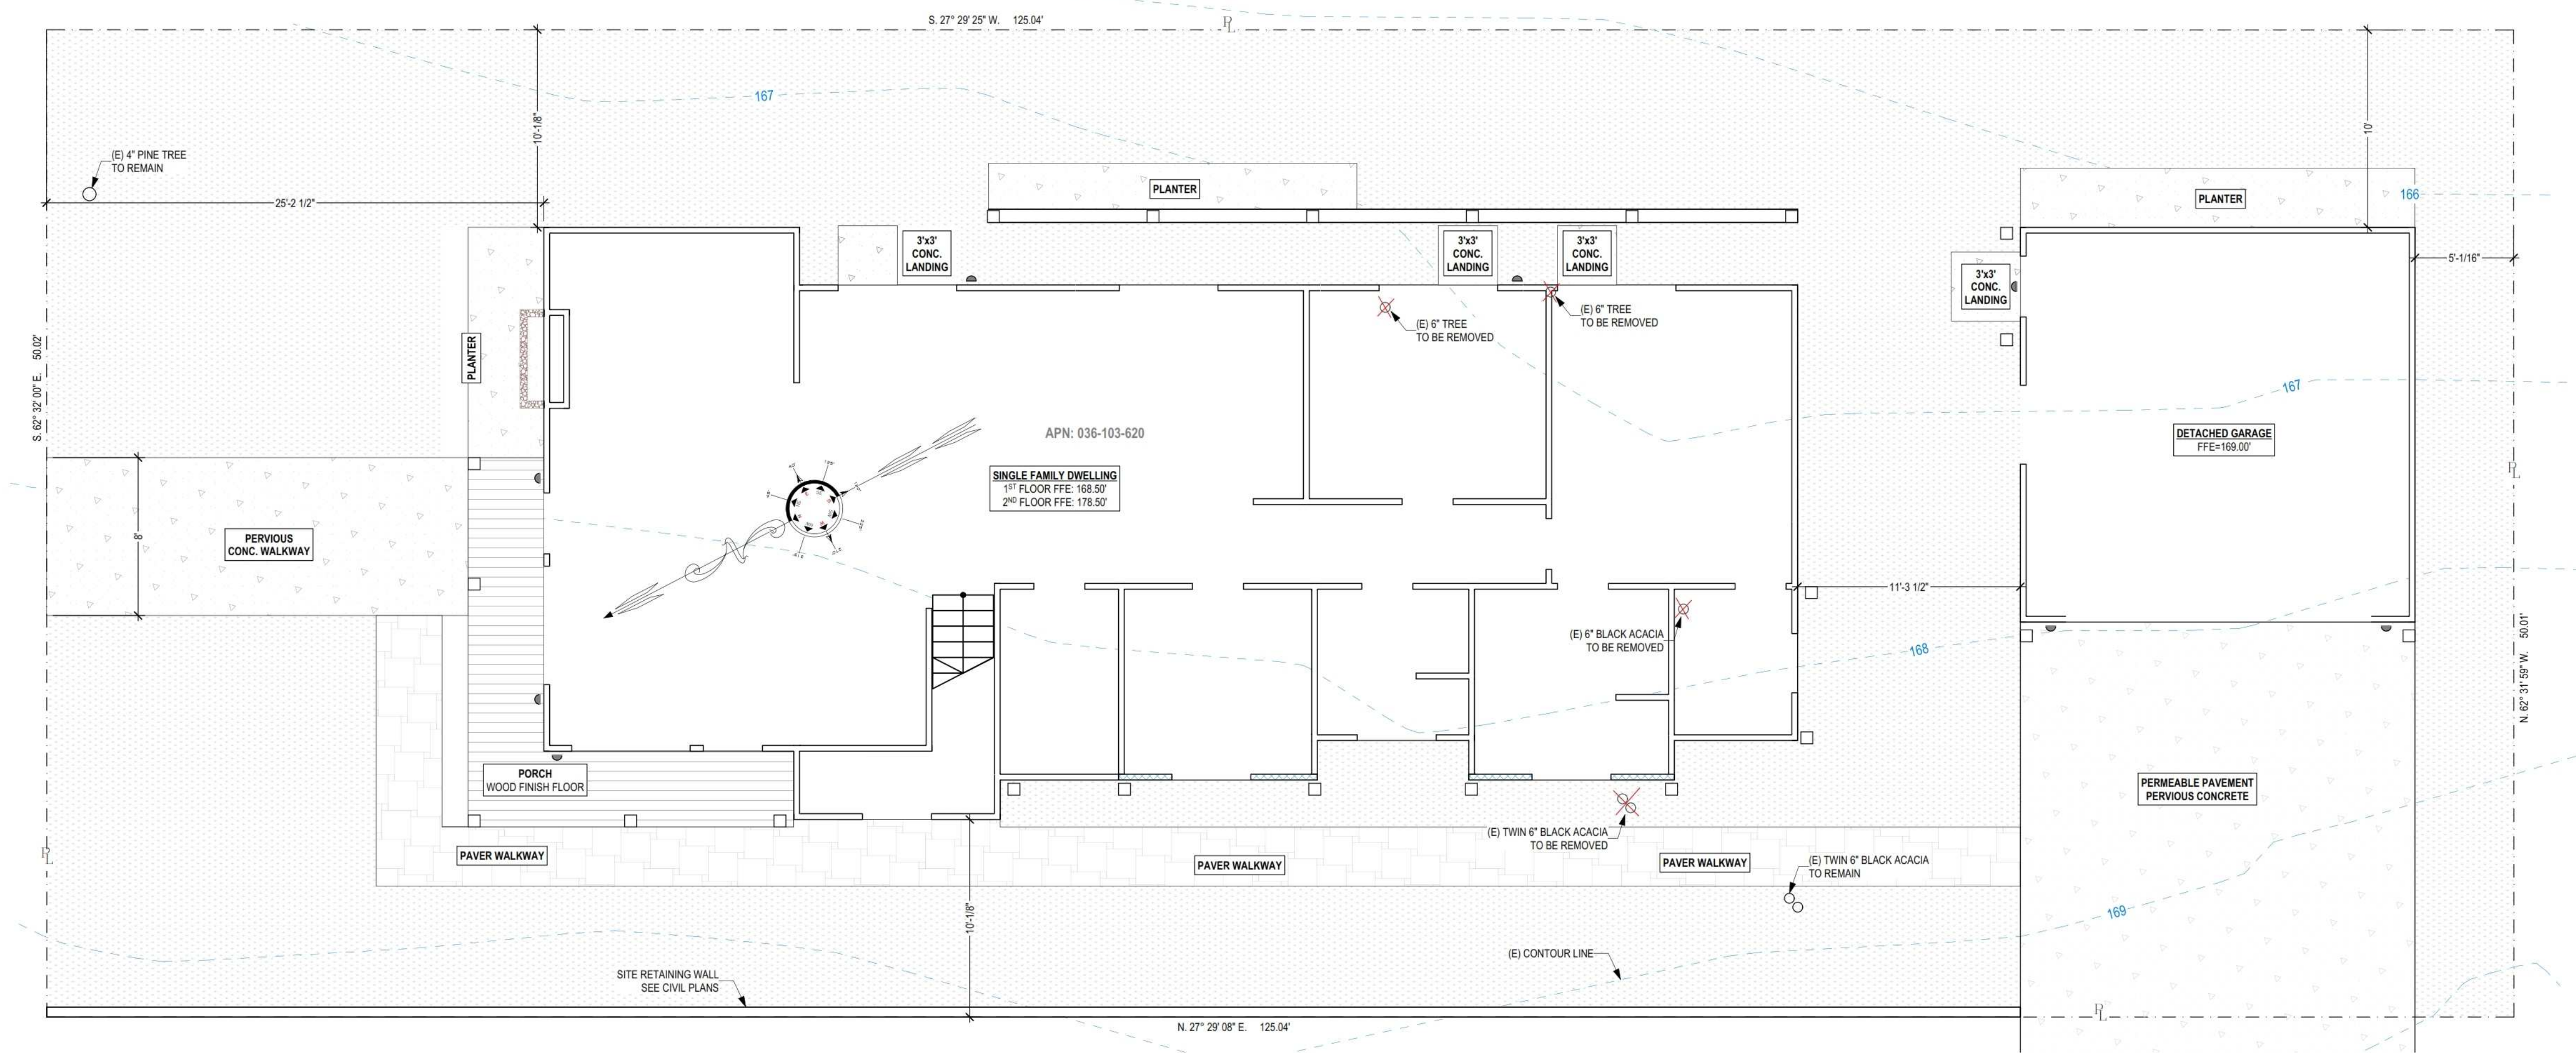 S. 27° 29' 25" W. 125.04'
PL
167
10'-1/8"
10'
(E) 4" PINE TREE
TO REMAIN
25'-2 1/2"
PLANTER
PLANTER
166
3'x3'
CONC.
LANDING
3'x3'
CONC.
LANDING
3'x3'
CONC.
LANDING
3'x3'
CONC.
LANDING
5'-1/16"
(E) 6" TREE
TO BE REMOVED
(E) 6" TREE
TO BE REMOVED
PLANTER
S. 62° 32' 00" E. 50.02'
167
APN: 036-103-620
DETACHED GARAGE
FFE=169.00'
SINGLE FAMILY DWELLING
1ST FLOOR FFE: 168.50'
2ND FLOOR FFE: 178.50'
PL
8'
PERVIOUS
CONC. WALKWAY
N
11'-3 1/2"
(E) 6" BLACK ACACIA
TO BE REMOVED
168
N. 62° 31' 59" W. 50.01'
PORCH
WOOD FINISH FLOOR
PERMEABLE PAVEMENT
PERVIOUS CONCRETE
(E) TWIN 6" BLACK ACACIA
TO BE REMOVED
PL
PAVER WALKWAY
PAVER WALKWAY
PAVER WALKWAY
(E) TWIN 6" BLACK ACACIA
TO REMAIN
10'-1/8"
169
(E) CONTOUR LINE
SITE RETAINING WALL
SEE CIVIL PLANS
PL
N. 27° 29' 08" E. 125.04'